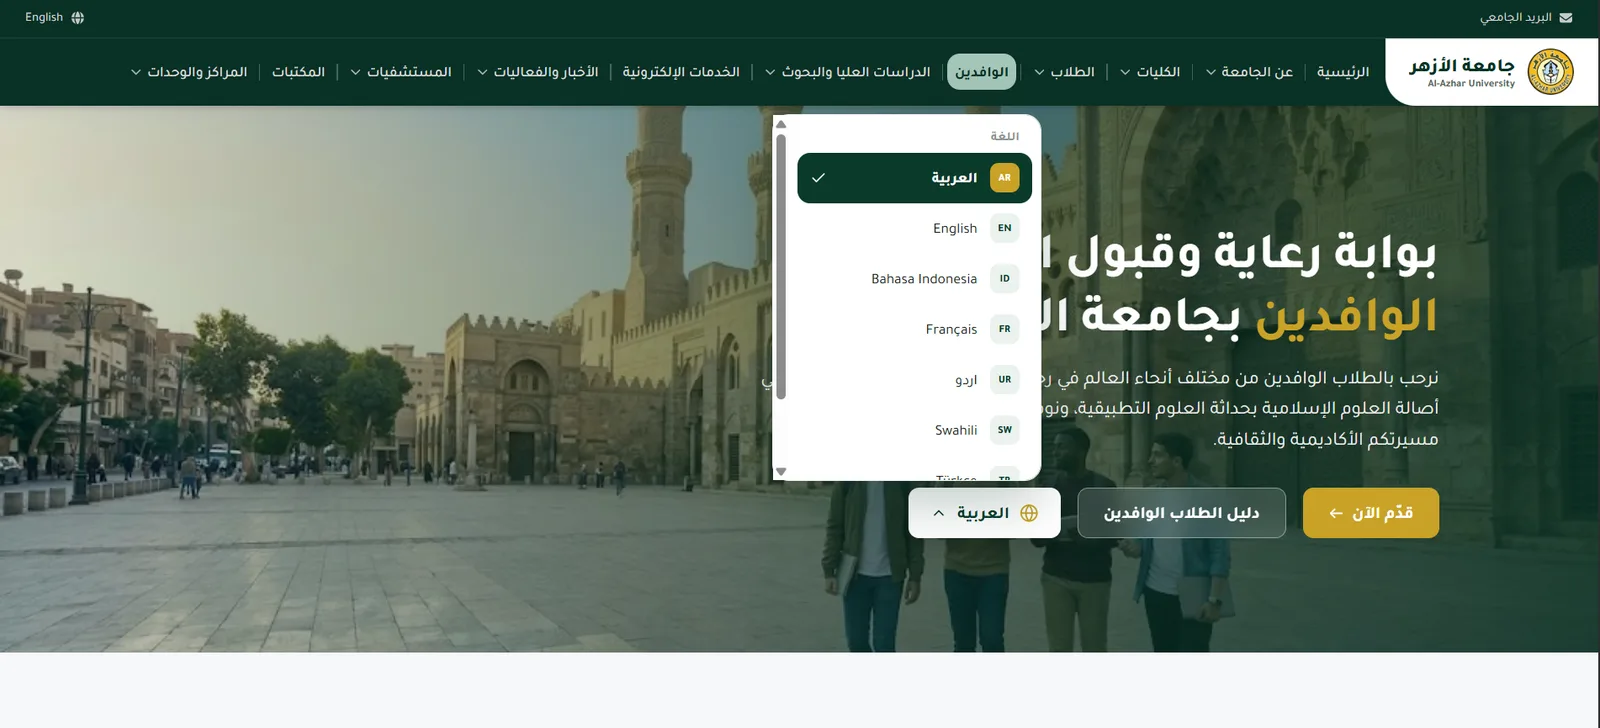 البريد الجامعي
English
جامعة الأزهر
Al-Azhar University
الرئيسية
عن الجامعة
الكليات
الطلاب
الوافدين
الدراسات العليا والبحوث
الخدمات الإلكترونية
الأخبار والفعاليات
المستشفيات
المكتبات
المراكز والوحدات
اللغة
AR العربية
EN English
ID Bahasa Indonesia
FR Français
UR اردو
SW Swahili
بوابة رعاية وقبول
الوافدين بجامعة
نرحب بالطلاب الوافدين من مختلف أنحاء العالم في
أصالة العلوم الإسلامية بحداثة العلوم التطبيقية،
مسيرتكم الأكاديمية والثقافية.
قدّم الآن
دليل الطلاب الوافدين
العربية